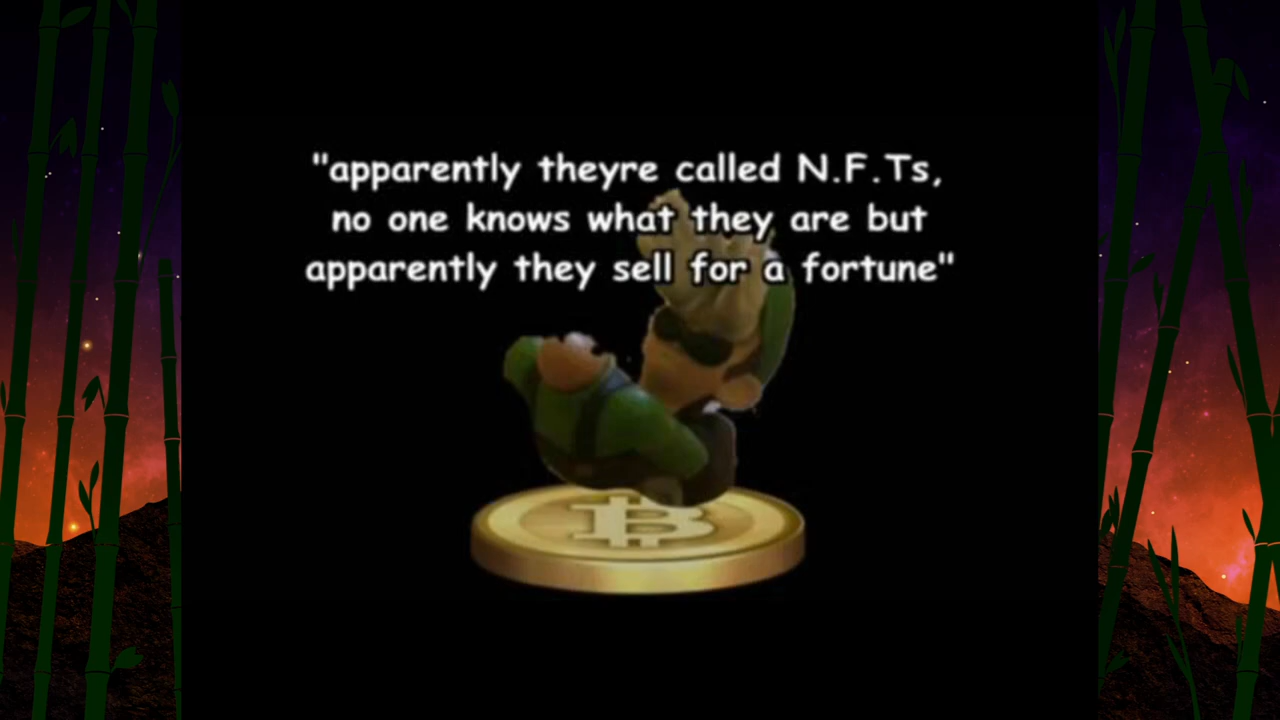 "apparently theyre called N.F.Ts,
no one knows what they are but
apparently they sell for a fortune"